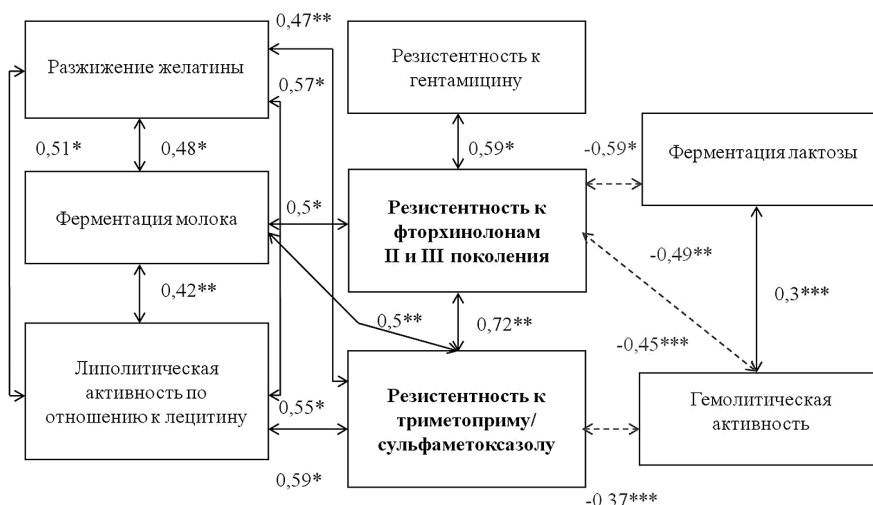 0,47**
Разжижение желатины
0,57*
Резистентность к
гентамицину
0,51*
0,48*
0,59*
-0,59*
Ферментация лактозы
Ферментация молока
0,5*
Резистентность к
фторхинолонам
II и III поколения
-0,49**
0,42**
0,5**
0,72**
0,3***
-0,45***
Липолитическая
активность по
отношению к лецитину
0,55*
Резистентность к
триметоприму/
сульфаметоксазолу
Гемолитическая
активность
0,59*
-0,37***